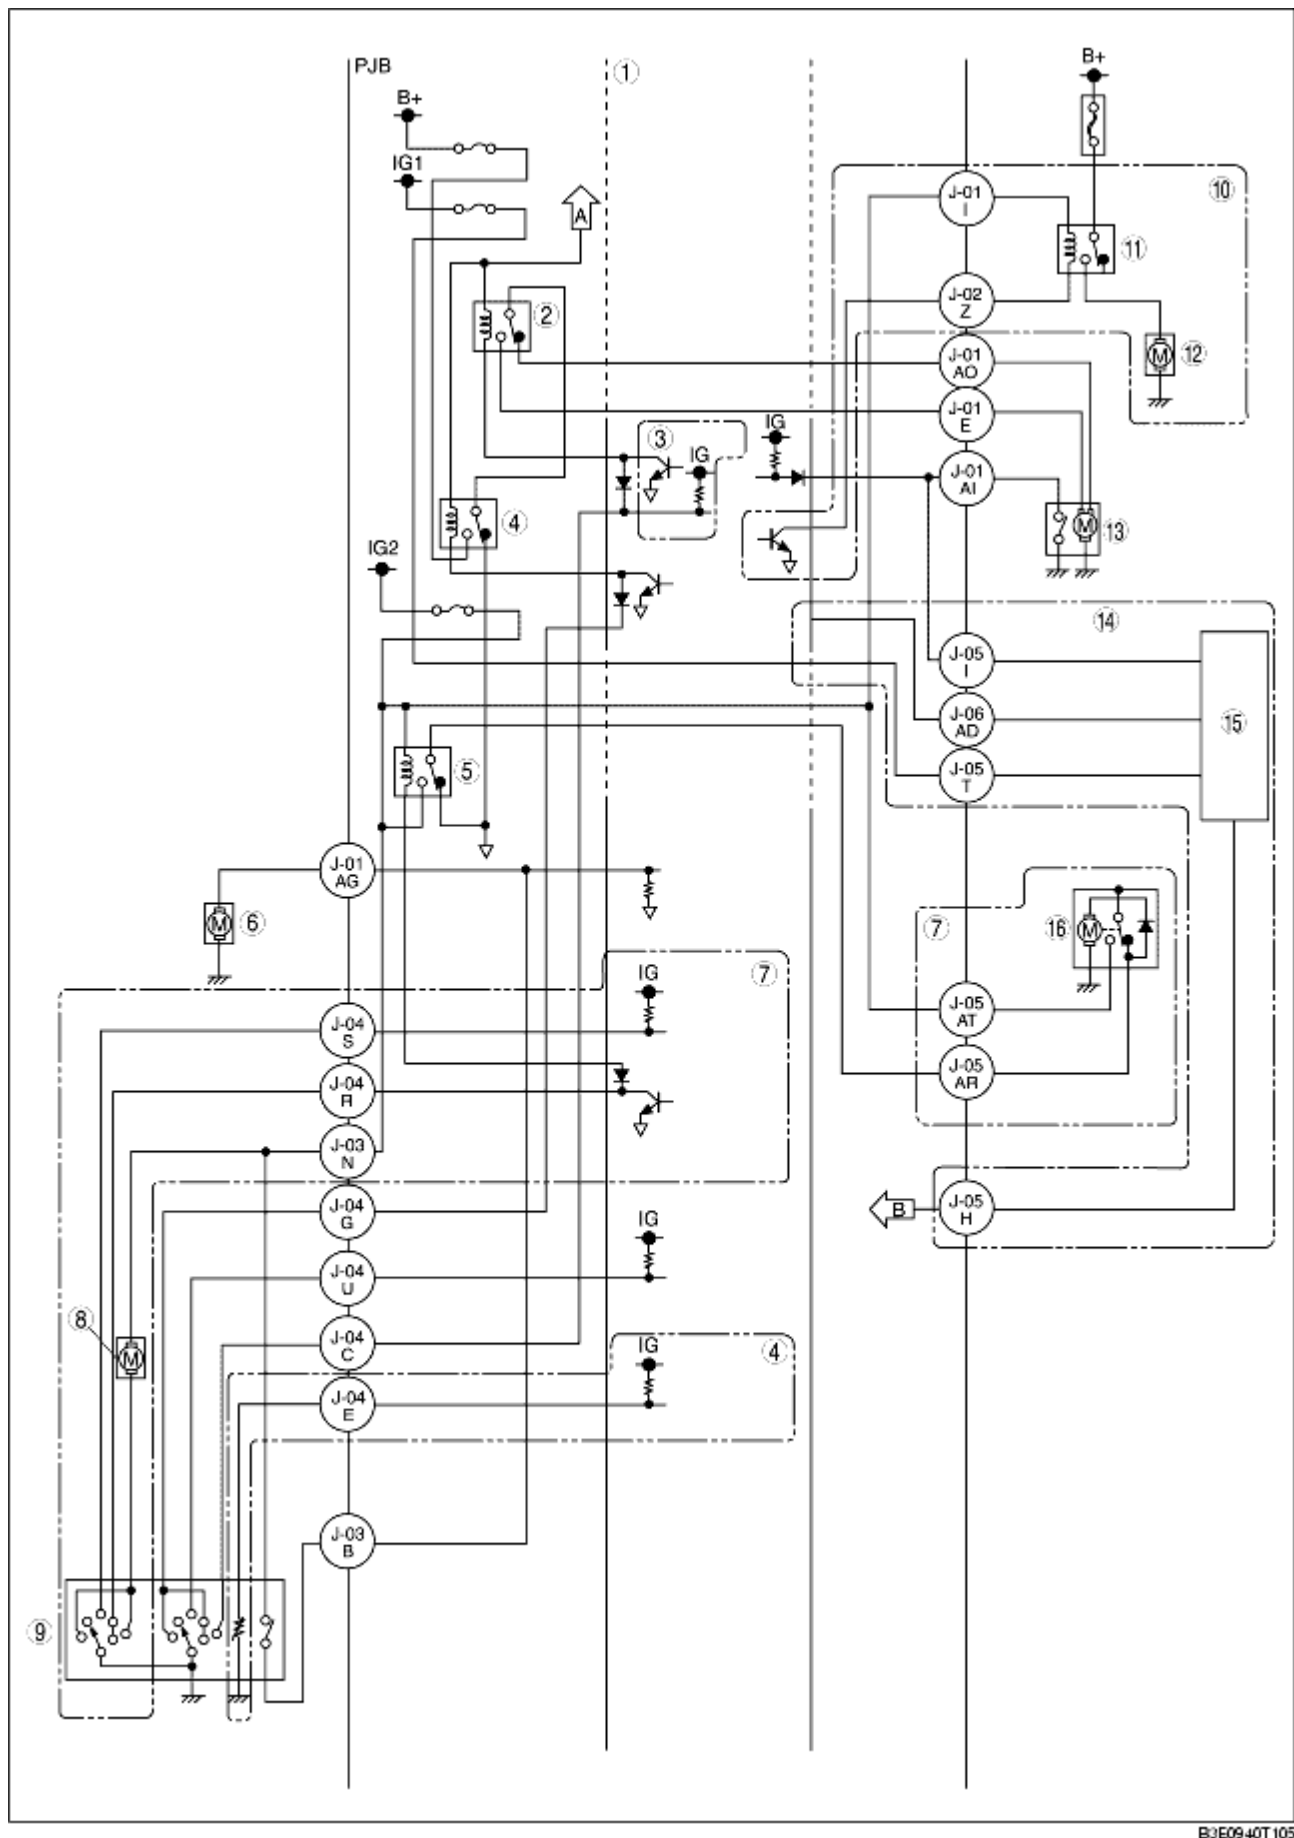 PJB
①
B+
B+
IG1
A
J-01
I
⑩
⑪
②
J-02
Z
⑫
J-01
AO
J-01
E
③
IG
IG
J-01
AI
④
⑬
IG2
⑭
J-05
I
J-06
AD
⑮
J-05
T
⑤
J-01
AG
M
⑥
⑦
⑯
M
M
M
IG
⑦
J-04
S
J-05
AT
J-04
R
J-05
AR
J-03
N
J-04
G
B
J-05
H
IG
J-04
U
⑧
M
J-04
C
IG
④
J-04
E
J-03
B
⑨
B3E0940T105